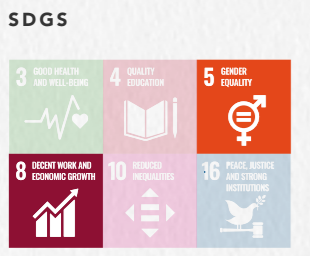 SDGS
3 GOOD HEALTH
AND WELL-BEING
4 QUALITY
EDUCATION
5 GENDER
EQUALITY
8 DECENT WORK AND
ECONOMIC GROWTH
10 REDUCED
INEQUALITIES
16 PEACE, JUSTICE
AND STRONG
INSTITUTIONS